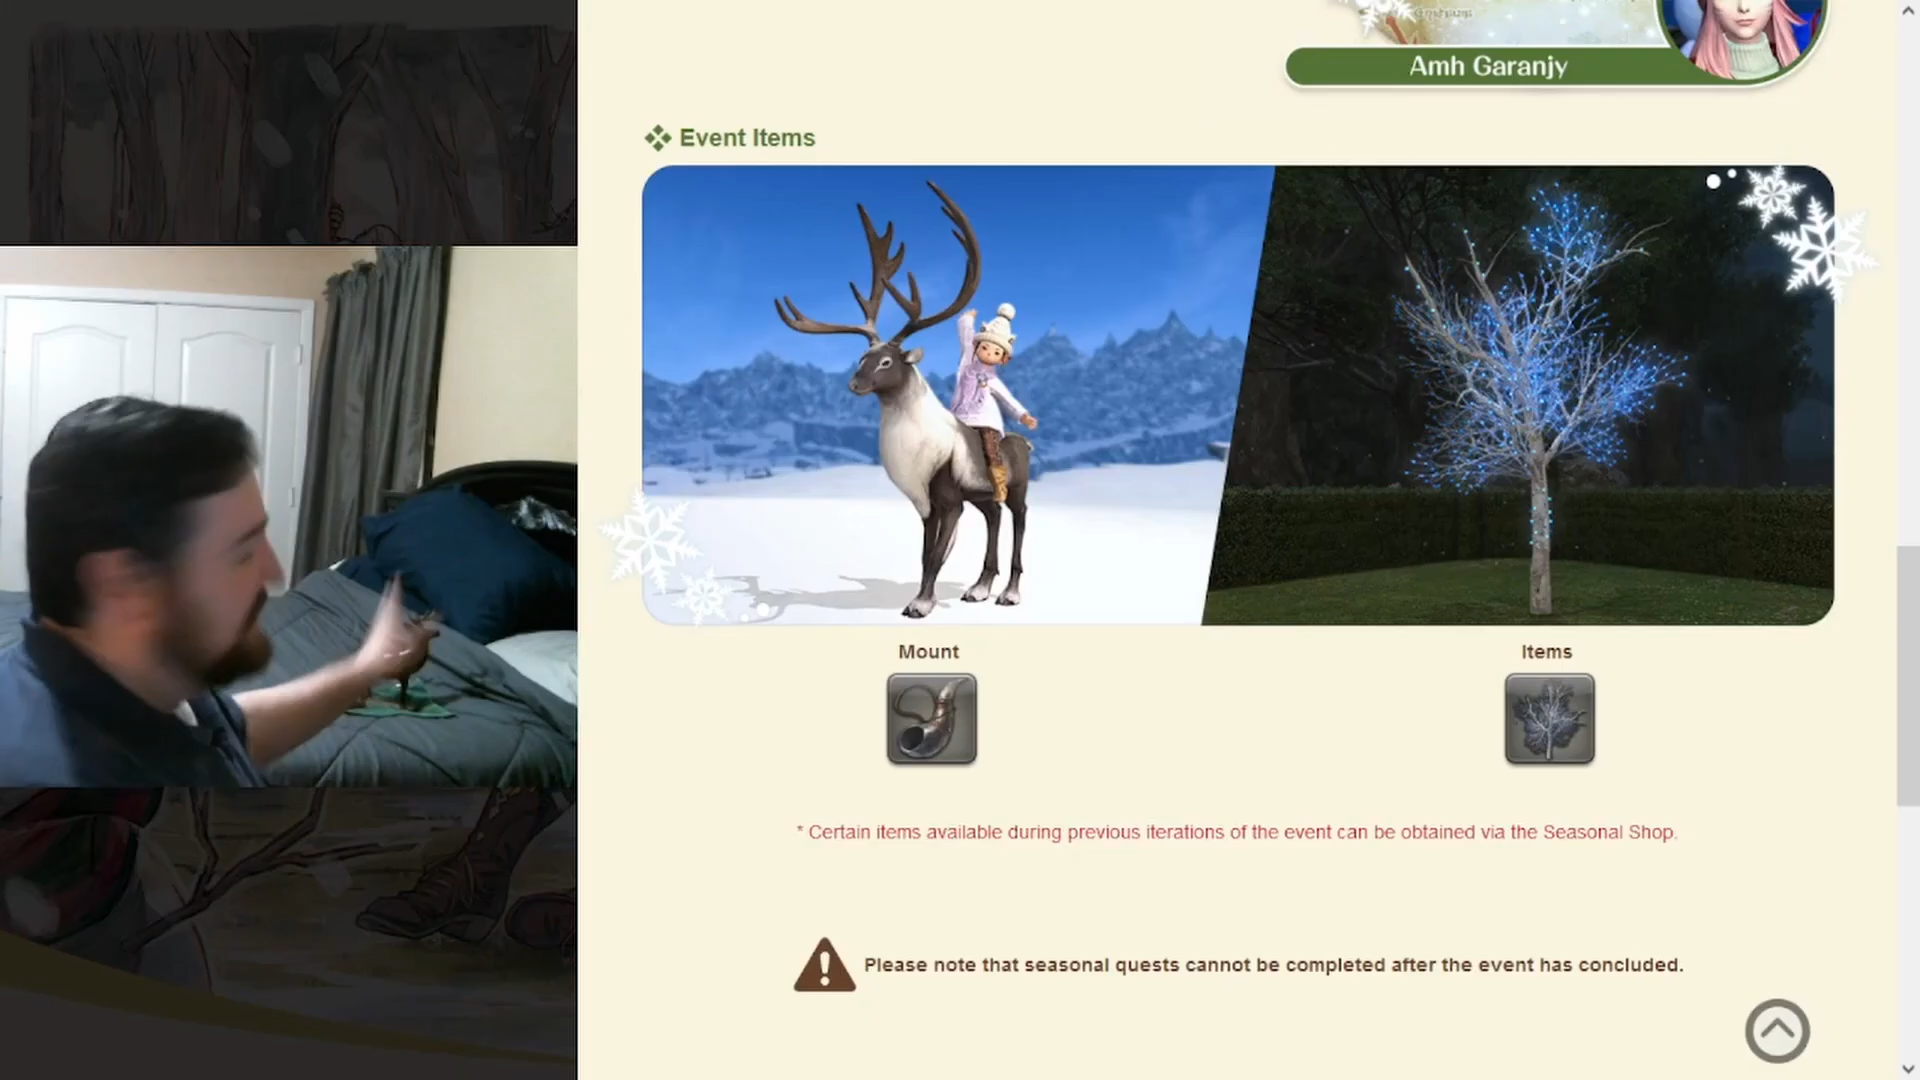 Amh Garanjy
Event Items
Mount
Items
* Certain items available during previous iterations of the event can be obtained via the Seasonal Shop.
Please note that seasonal quests cannot be completed after the event has concluded.